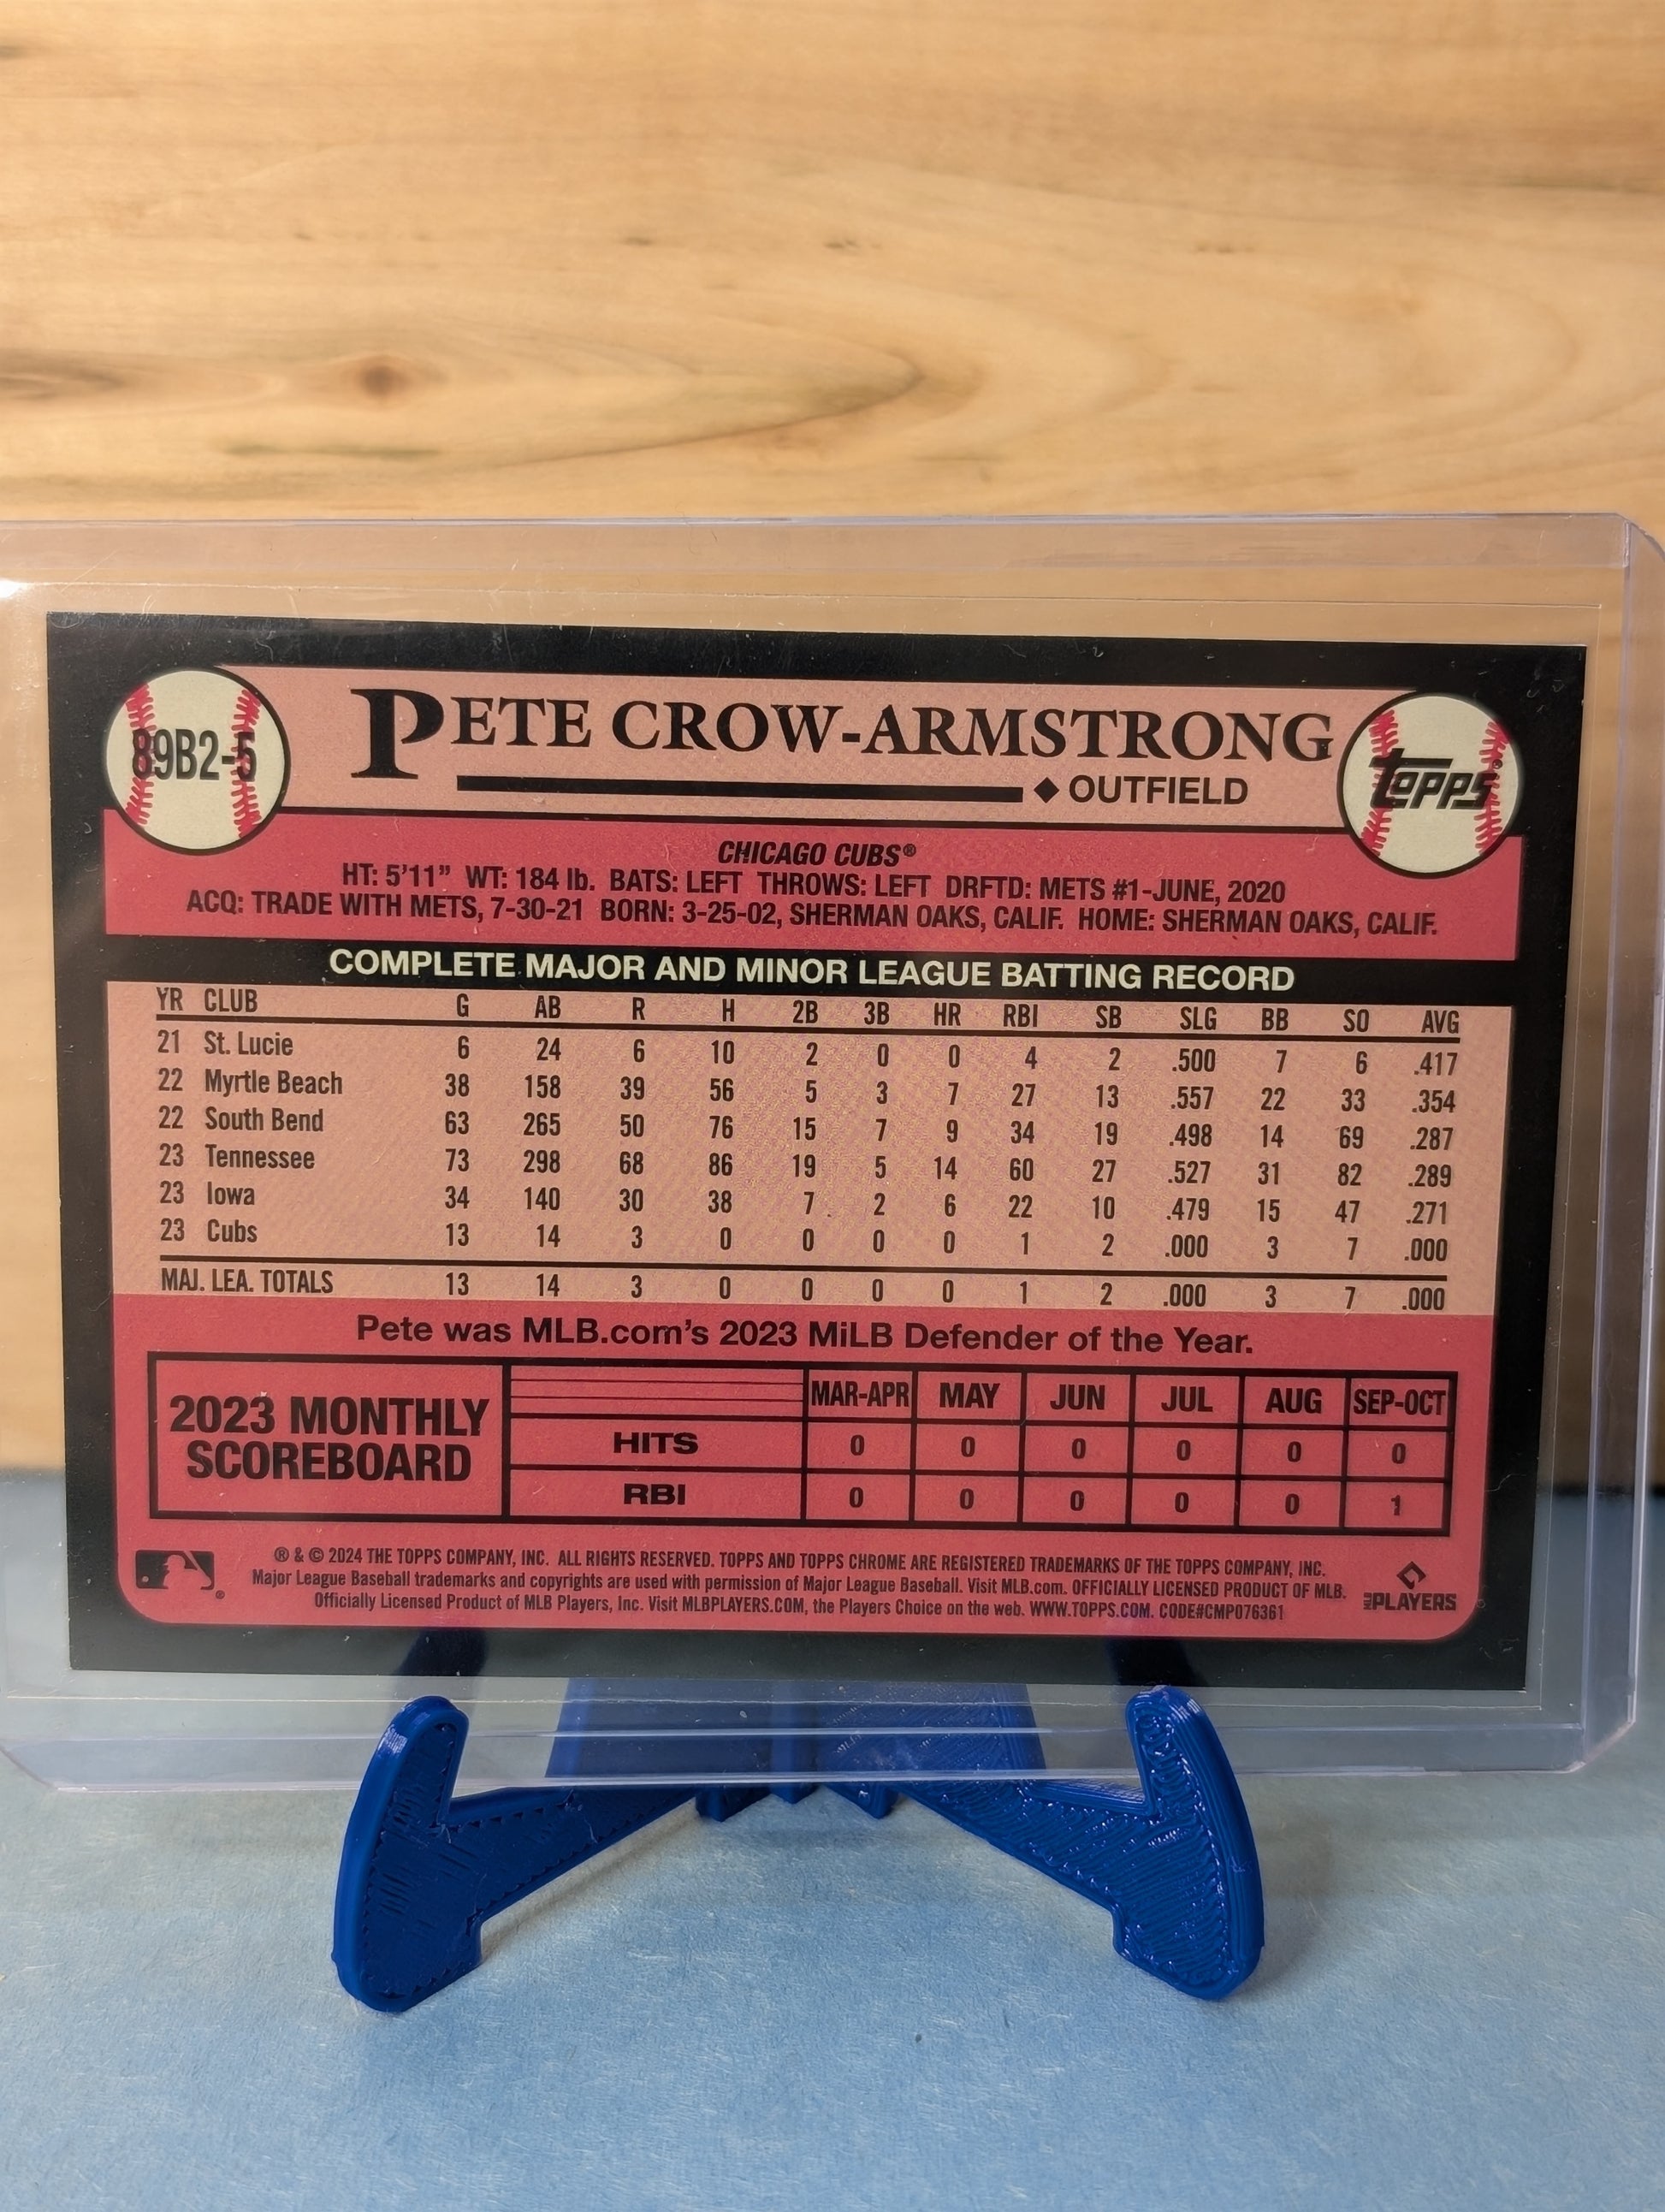 89B2-5
PETE CROW-ARMSTRONG
OUTFIELD
topps®
CHICAGO CUBS®
HT: 5'11” WT: 184 lb. BATS: LEFT THROWS: LEFT DRFTD: METS #1-JUNE, 2020
ACQ: TRADE WITH METS, 7-30-21 BORN: 3-25-02, SHERMAN OAKS, CALIF. HOME: SHERMAN OAKS, CALIF.
COMPLETE MAJOR AND MINOR LEAGUE BATTING RECORD
YR CLUB G AB R H 2B 3B HR RBI SB SLG BB SO AVG
21 St. Lucie 6 24 6 10 2 0 0 4 2 .500 7 6 .417
22 Myrtle Beach 38 158 39 56 5 3 7 27 13 .557 22 33 .354
22 South Bend 63 265 50 76 15 7 9 34 19 .498 14 69 .287
23 Tennessee 73 298 68 86 19 5 14 60 27 .527 31 82 .289
23 Iowa 34 140 30 38 7 2 6 22 10 .479 15 47 .271
23 Cubs 13 14 3 0 0 0 0 1 2 .000 3 7 .000
MAJ. LEA. TOTALS 13 14 3 0 0 0 0 1 2 .000 3 7 .000
Pete was MLB.com's 2023 MiLB Defender of the Year.
2023 MONTHLY
SCOREBOARD
MAR-APR MAY JUN JUL AUG SEP-OCT
HITS 0 0 0 0 0 0
RBI 0 0 0 0 0 1
® & © 2024 THE TOPPS COMPANY, INC. ALL RIGHTS RESERVED. TOPPS AND TOPPS CHROME ARE REGISTERED TRADEMARKS OF THE TOPPS COMPANY, INC.
Major League Baseball trademarks and copyrights are used with permission of Major League Baseball. Visit MLB.com. OFFICIALLY LICENSED PRODUCT OF MLB.
Officially Licensed Product of MLB Players, Inc. Visit MLBPLAYERS.COM, the Players Choice on the web. WWW.TOPPS.COM. CODE#CMP076361
MLB PLAYERS